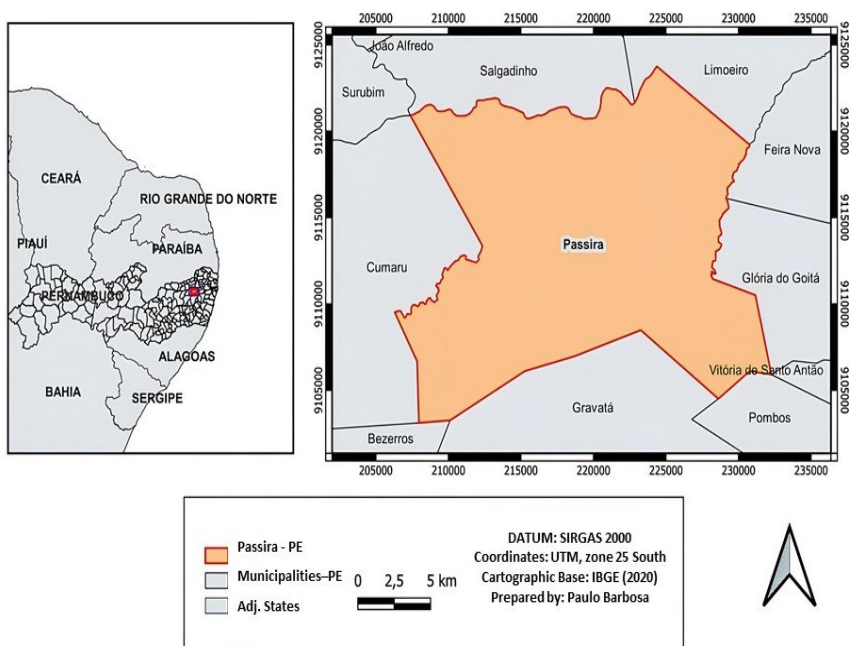 CEARÁ
RIO GRANDE DO NORTE
PIAUÍ
PARAÍBA
PERNAMBUCO
ALAGOAS
BAHIA
SERGIPE
205000 210000 215000 220000 225000 230000 235000
9125000
9120000
9115000
9110000
9105000
João Alfredo
Salgadinho
Limoeiro
Surubim
Feira Nova
Passira
Cumaru
Glória do Goitá
Vitória de Santo Antão
Gravatá
Pombos
Bezerros
9125000
9120000
9115000
9110000
9105000
205000 210000 215000 220000 225000 230000 235000
Passira - PE
Municipalities–PE
Adj. States
0 2,5 5 km
DATUM: SIRGAS 2000
Coordinates: UTM, zone 25 South
Cartographic Base: IBGE (2020)
Prepared by: Paulo Barbosa